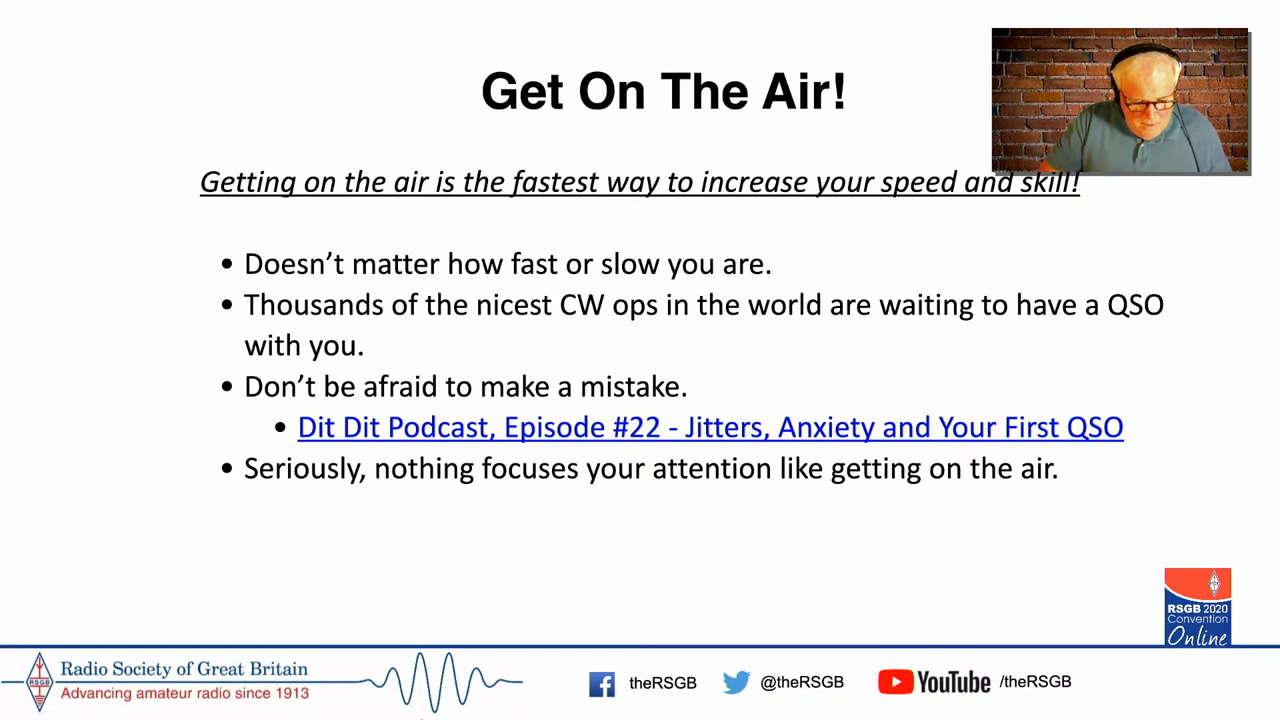 Get On The Air!
Getting on the air is the fastest way to increase your speed and skill!
• Doesn’t matter how fast or slow you are.
• Thousands of the nicest CW ops in the world are waiting to have a QSO
with you.
• Don’t be afraid to make a mistake.
• Dit Dit Podcast, Episode #22 - Jitters, Anxiety and Your First QSO
• Seriously, nothing focuses your attention like getting on the air.
RSGB 2020
Convention
Online
Radio Society of Great Britain
Advancing amateur radio since 1913
RSGB
theRSGB
@theRSGB
YouTube /theRSGB